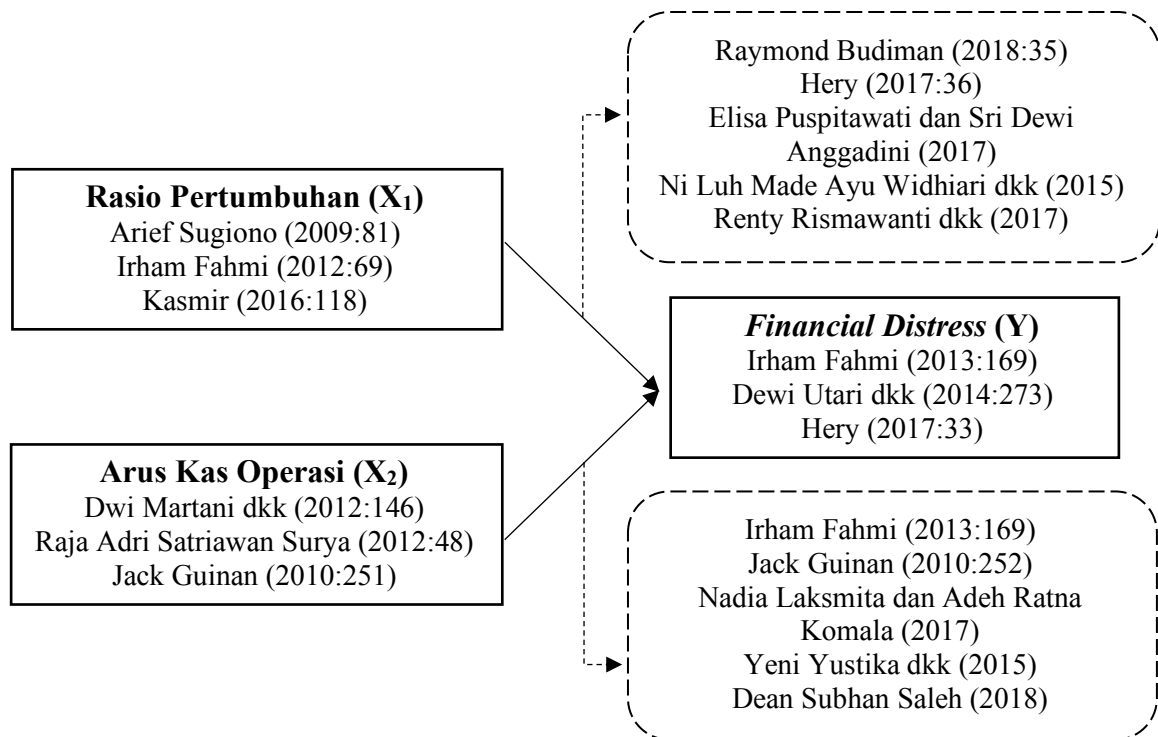 Raymond Budiman (2018:35)
Hery (2017:36)
Elisa Puspitawati dan Sri Dewi
Anggadini (2017)
Ni Luh Made Ayu Widhiari dkk (2015)
Renty Rismawanti dkk (2017)
Rasio Pertumbuhan (X₁)
Arief Sugiono (2009:81)
Irham Fahmi (2012:69)
Kasmir (2016:118)
Financial Distress (Y)
Irham Fahmi (2013:169)
Dewi Utari dkk (2014:273)
Hery (2017:33)
Arus Kas Operasi (X₂)
Dwi Martani dkk (2012:146)
Raja Adri Satriawan Surya (2012:48)
Jack Guinan (2010:251)
Irham Fahmi (2013:169)
Jack Guinan (2010:252)
Nadia Laksmita dan Adeh Ratna
Komala (2017)
Yeni Yustika dkk (2015)
Dean Subhan Saleh (2018)